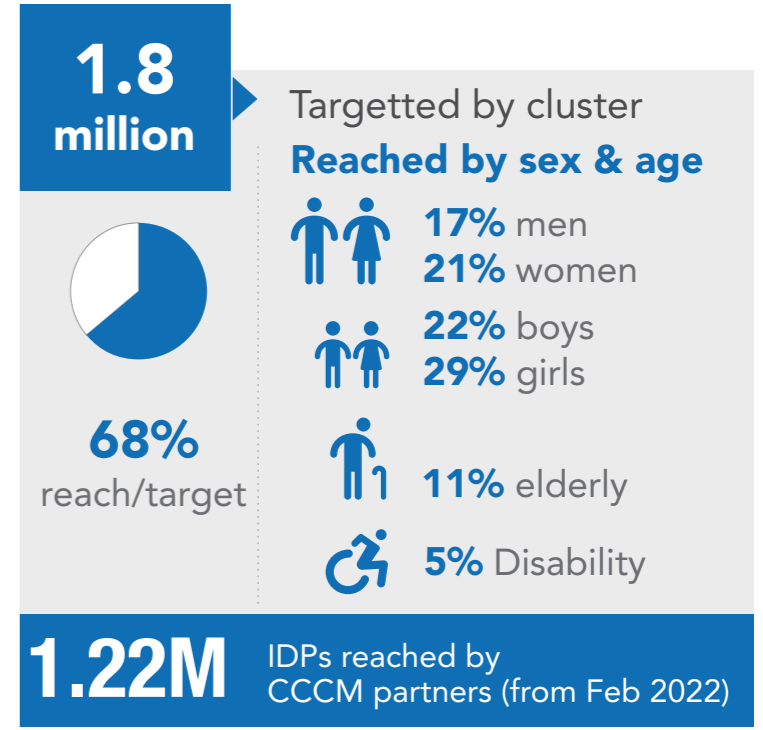 1.8
million
Targetted by cluster
Reached by sex & age
17% men
21% women
22% boys
29% girls
11% elderly
5% Disability
68%
reach/target
1.22M
IDPs reached by
CCCM partners (from Feb 2022)